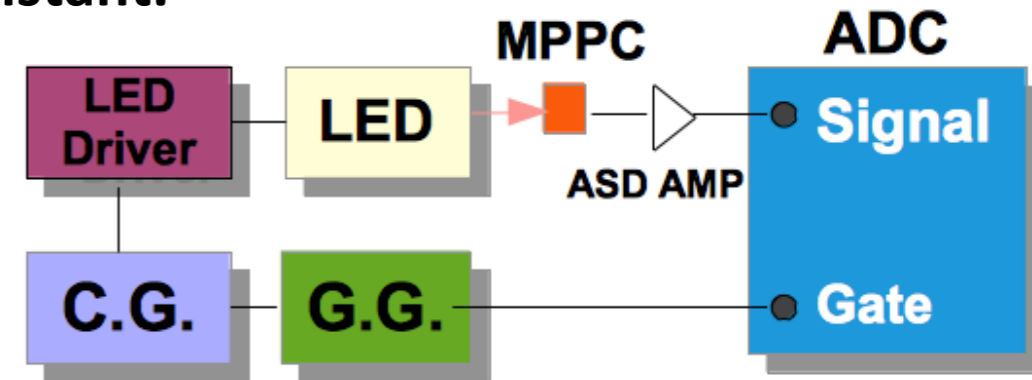 MPPC
ADC
LED
Driver
LED
Signal
ASD AMP
C.G.
G.G.
Gate